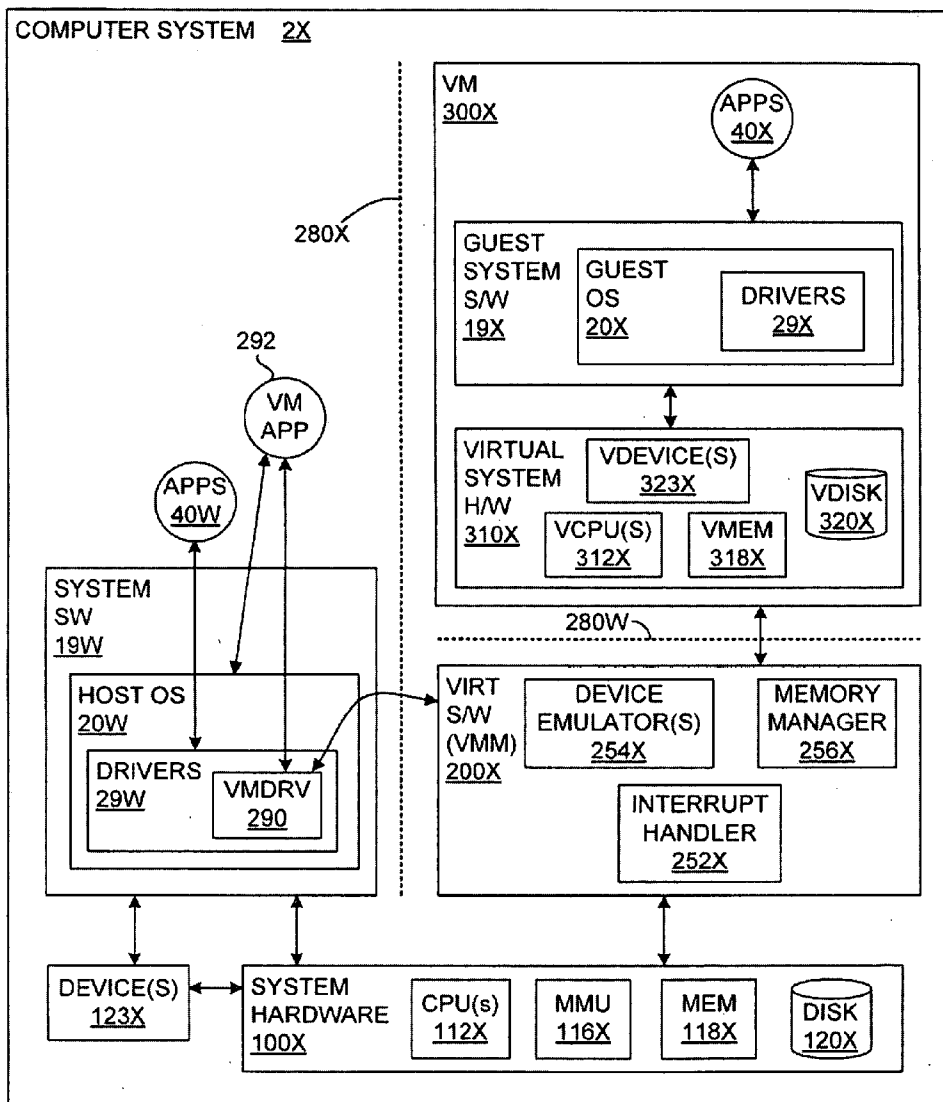 COMPUTER SYSTEM 2X
VM
300X
APPS
40X
280X
GUEST
SYSTEM
S/W
19X
GUEST
OS
20X
DRIVERS
29X
292
VM
APP
APPS
40W
VIRTUAL
SYSTEM
H/W
310X
VDEVICE(S)
323X
VDISK
320X
VCPU(S)
312X
VMEM
318X
SYSTEM
SW
19W
280W
HOST OS
20W
DRIVERS
29W
VMDRV
290
VIRT
S/W
(VMM)
200X
DEVICE
EMULATOR(S)
254X
MEMORY
MANAGER
256X
INTERRUPT
HANDLER
252X
DEVICE(S)
123X
SYSTEM
HARDWARE
100X
CPU(s)
112X
MMU
116X
MEM
118X
DISK
120X